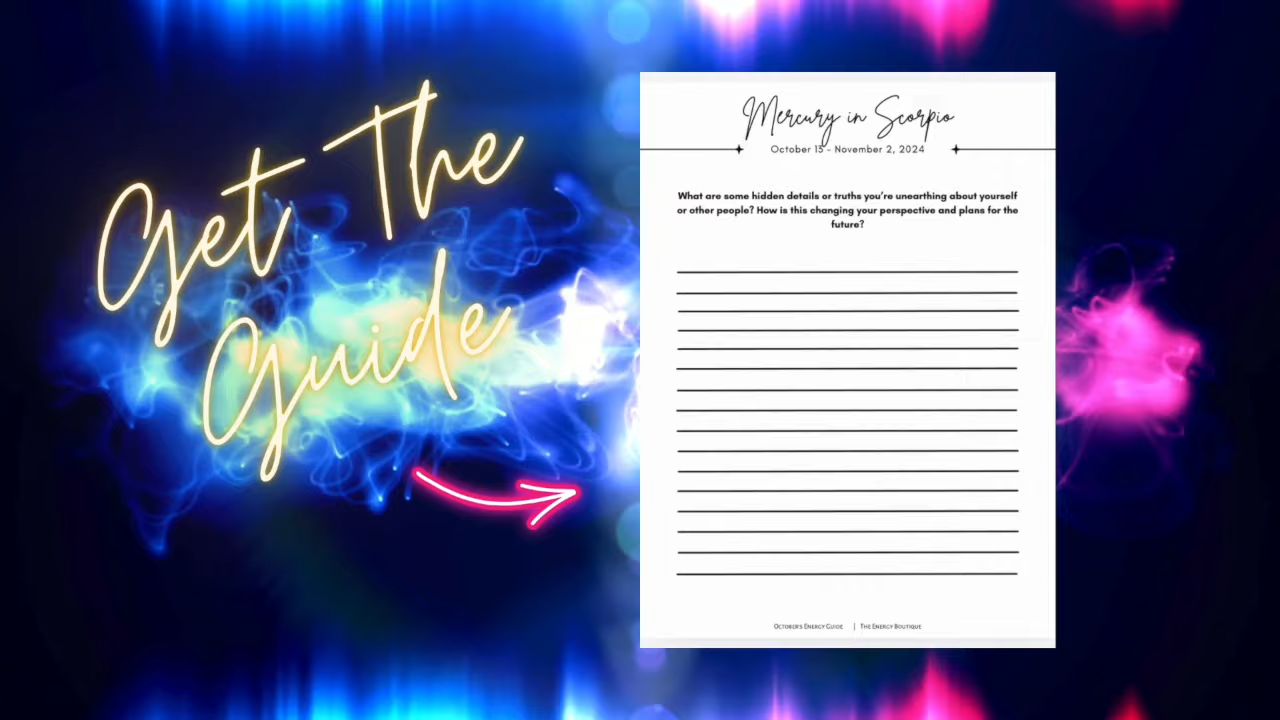 Get The
Guide
Mercury in Scorpio
October 15 - November 2, 2024
What are some hidden details or truths you're unearthing about yourself
or other people? How is this changing your perspective and plans for the
future?
October's Energy Guide | The Energy Boutique